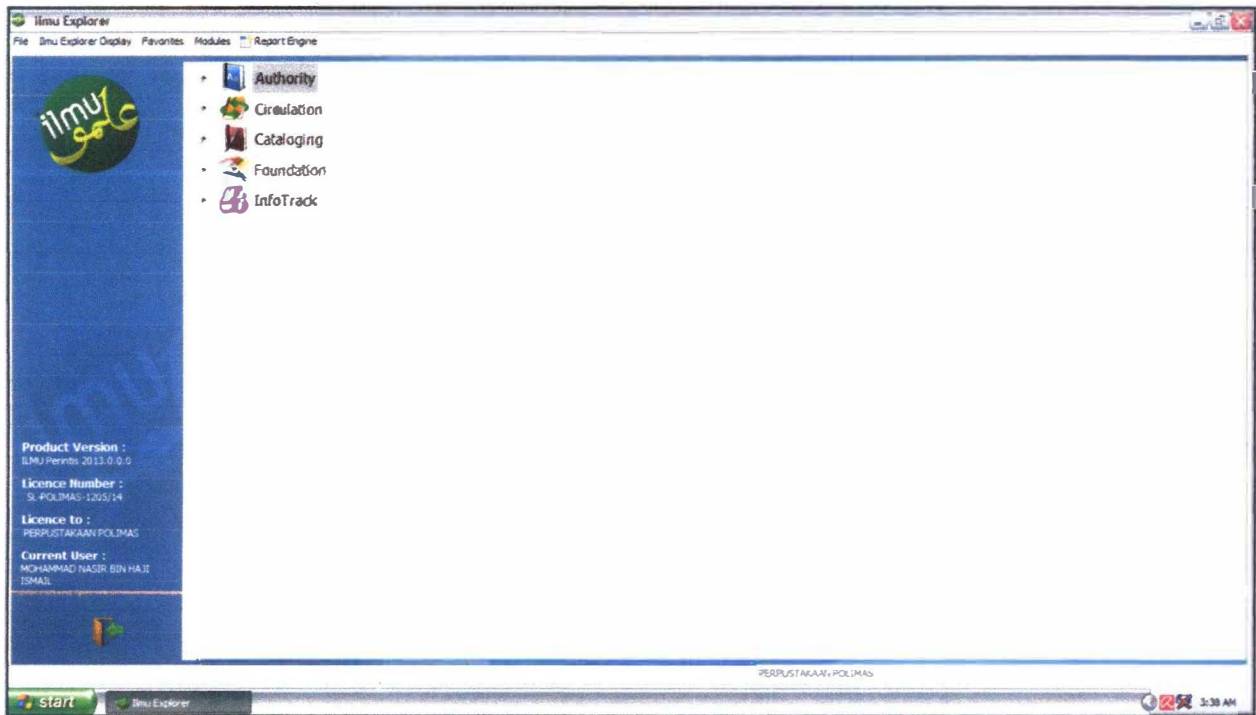 Ilmu Explorer
File Ilmu Explorer Display Favorites Modules Report Engine
ilmu
علمو
Authority
Circulation
Cataloging
Foundation
InfoTrack
ilmu
Product Version :
ILMU Perintis 2013.0.0.0
Licence Number :
SL-POLIMAS-1205/14
Licence to :
PERPUSTAKAAN POLIMAS
Current User :
MOHAMMAD NASIR BIN HAJI
ISMAIL
PERPUSTAKAAN POLIMAS
start Ilmu Explorer 3:38 AM